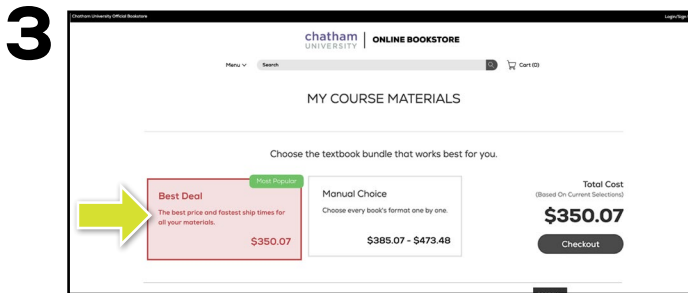 3
Chatham University Official Bookstore
Login/Sign
chatham UNIVERSITY
ONLINE BOOKSTORE
Menu
Search
Cart (0)
MY COURSE MATERIALS
Choose the textbook bundle that works best for you.
Most Popular
Best Deal
The best price and fastest ship times for
all your materials.
$350.07
Manual Choice
Choose every book's format one by one.
$385.07 - $473.48
Total Cost
(Based On Current Selections)
$350.07
Checkout